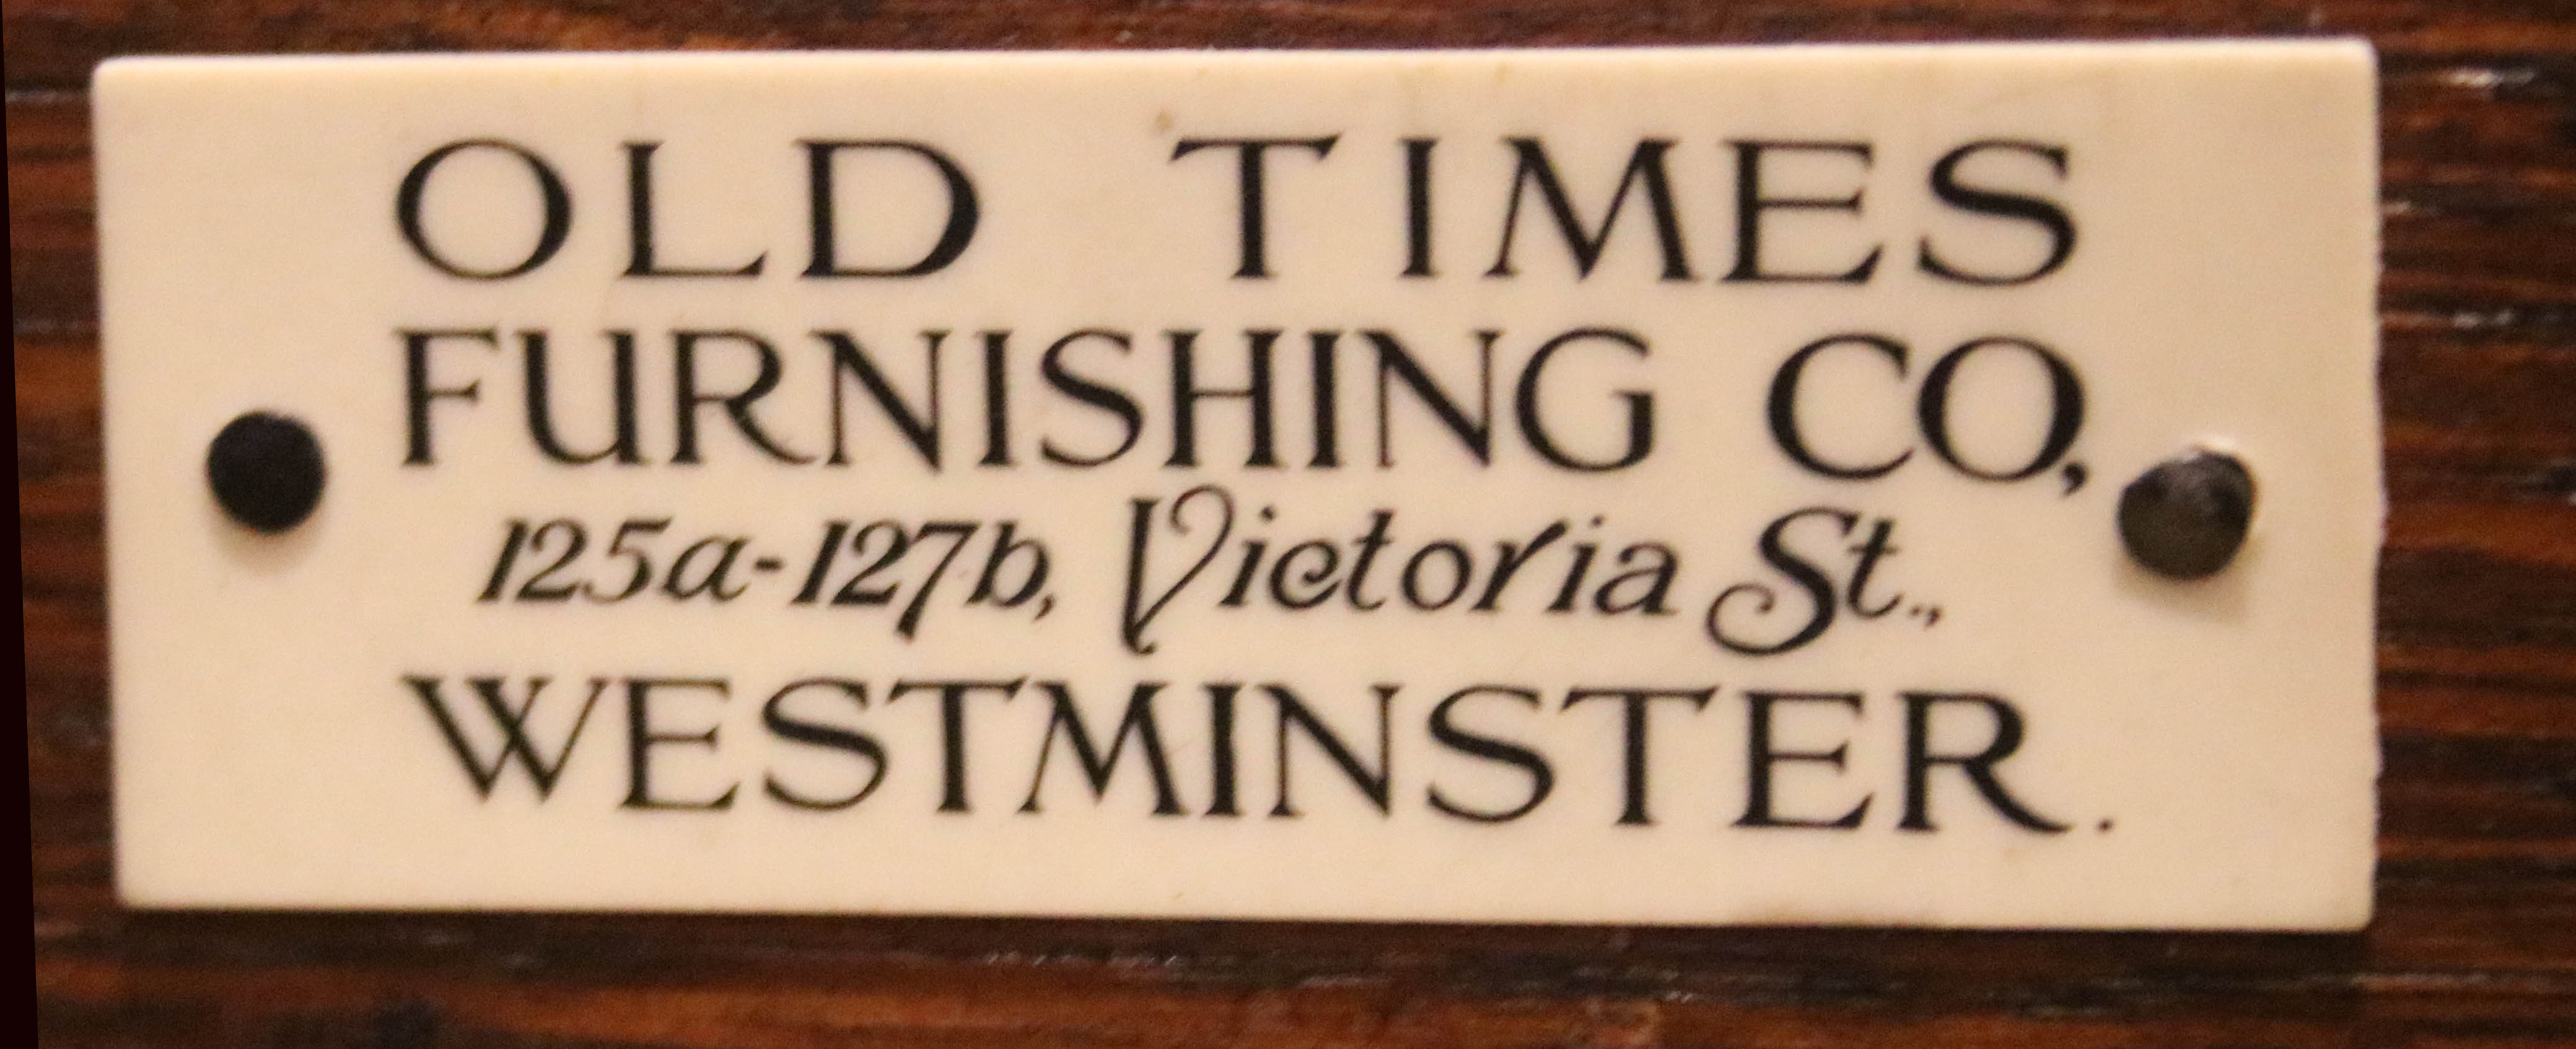 OLD TIMES
FURNISHING CO,
125a-127b, Victoria St.,
WESTMINSTER.